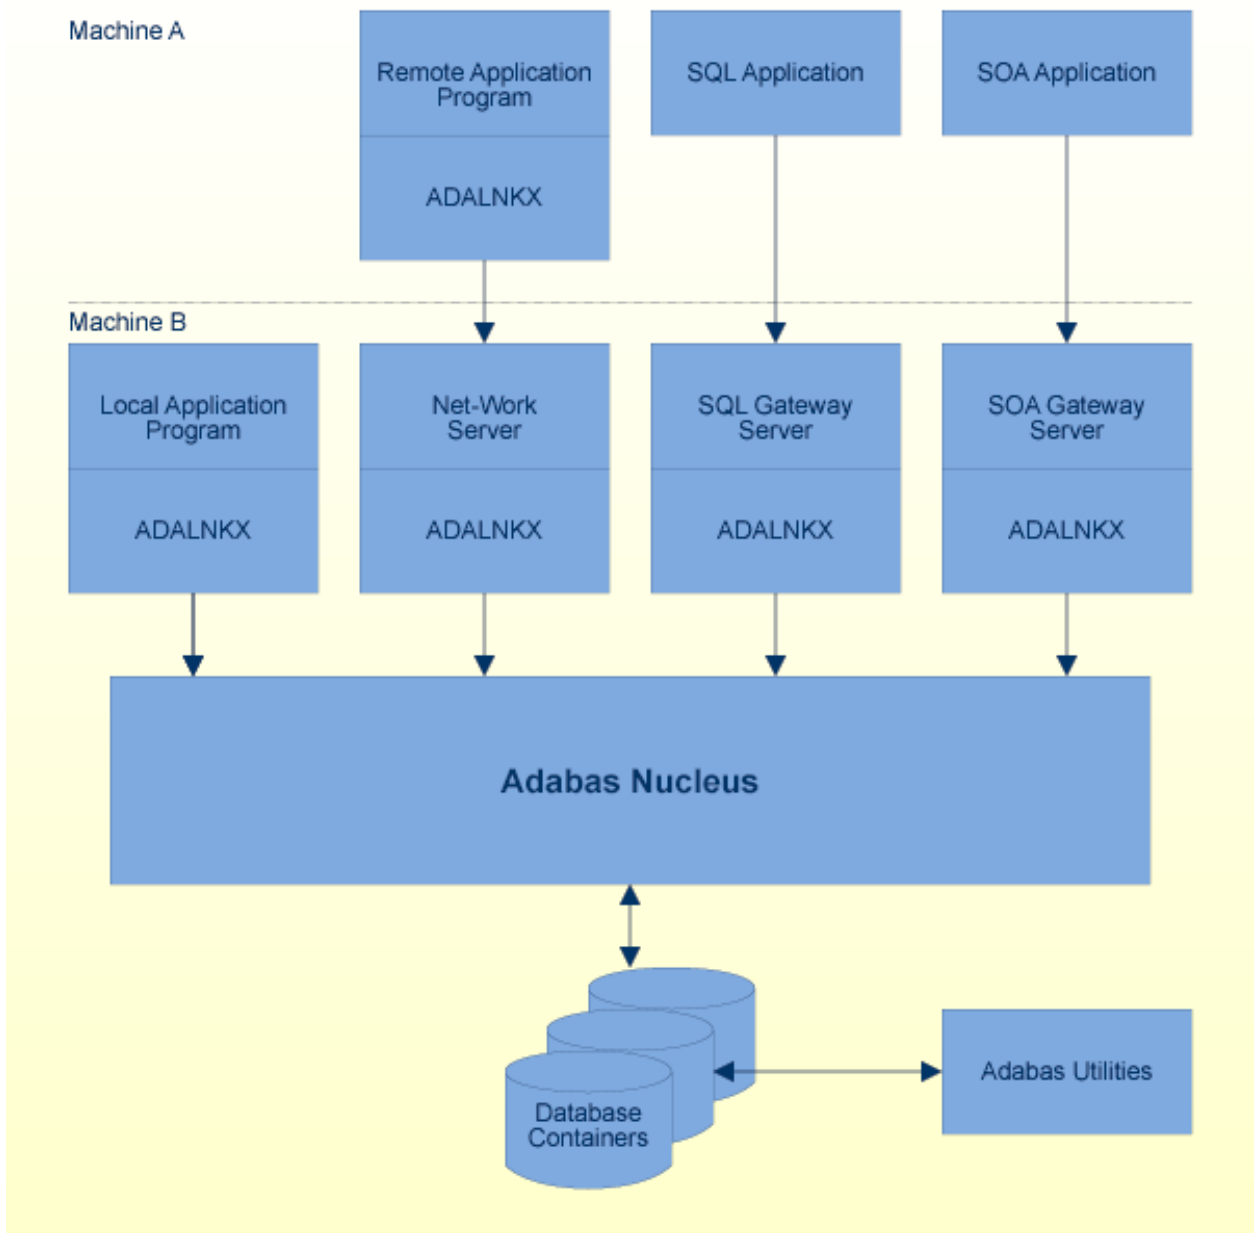 Machine A
Remote Application
Program
SQL Application
SOA Application
ADALNKX
Machine B
Local Application
Program
Net-Work
Server
SQL Gateway
Server
SOA Gateway
Server
ADALNKX
ADALNKX
ADALNKX
ADALNKX
Adabas Nucleus
Database
Containers
Adabas Utilities